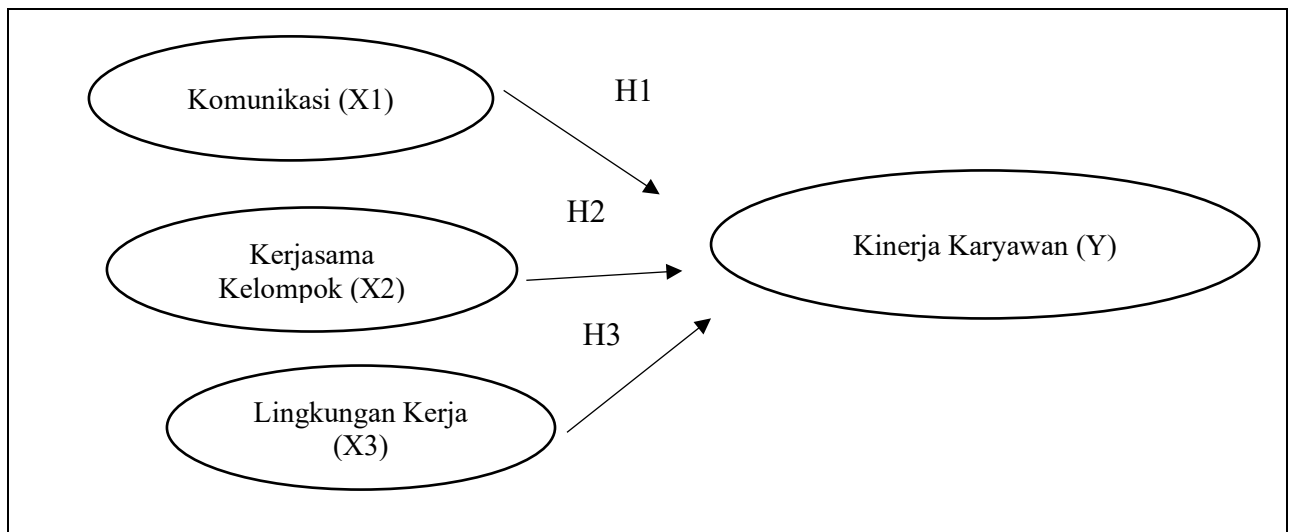 Komunikasi (X1)
H1
H2
Kerjasama
Kelompok (X2)
Kinerja Karyawan (Y)
H3
Lingkungan Kerja
(X3)